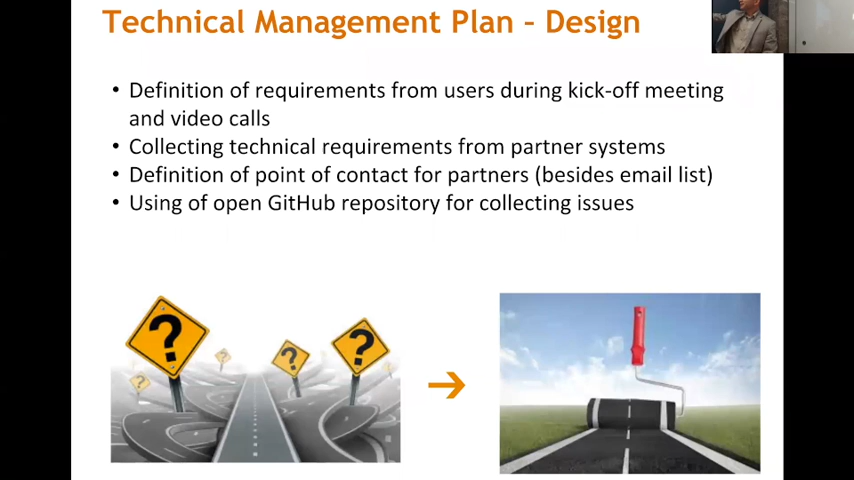 Technical Management Plan – Design
• Definition of requirements from users during kick-off meeting
and video calls
• Collecting technical requirements from partner systems
• Definition of point of contact for partners (besides email list)
• Using of open GitHub repository for collecting issues
?
?
?
?
?